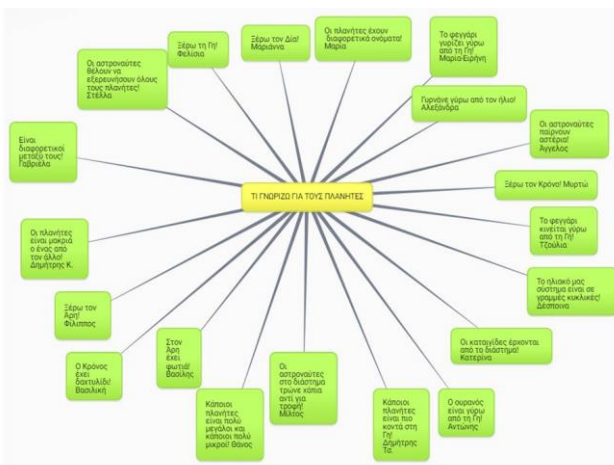 Οι πλανήτες έχουν
διαφορετικά ονόματα!
Μαρία
Το φεγγάρι
γυρίζει γύρω
από τη Γη!
Μαρία-Ειρήνη
Γυρνάνε γύρω από τον ήλιο!
Αλεξάνδρα
Οι αστροναύτες
παίρνουν
αστέρια!
Άγγελος
Ξέρω τον Κρόνο! Μυρτώ
Το φεγγάρι
κινείται γύρω
από τη Γη!
Τζούλια
Το ηλιακό μας
σύστημα είναι σε
γραμμές κυκλικές!
Δέσποινα
Οι καταιγίδες έρχονται
από το διάστημα!
Κατερίνα
Ο ουρανός
είναι γύρω
από τη Γη!
Αντώνης
Κάποιοι
πλανήτες
είναι πιο
κοντά στη
Γη!
Δημήτρης
Τσ.
Οι
αστροναύτες
στο διάστημα
τρώνε χάπια
αντί για
τροφή!
Μίλτος
Κάποιοι
πλανήτες
είναι πολύ
μεγάλοι και
κάποιοι πολύ
μικροί! Θάνος
Στον
Άρη
έχει
φωτιά!
Βασίλης
Ο Κρόνος
έχει
δαχτυλίδι!
Βασιλική
Ξέρω τον
Άρη!
Φίλιππος
Οι πλανήτες
είναι μακριά
ο ένας από
τον άλλο!
Δημήτρης Κ.
Είναι
διαφορετικοί
μεταξύ τους!
Γαβριέλα
Οι αστροναύτες
θέλουν να
εξερευνήσουν όλους
τους πλανήτες!
Στέλλα
Ξέρω τη Γη!
Φελίσια
Ξέρω τον Δία!
Μαριάννα
ΤΙ ΓΝΩΡΙΖΩ ΓΙΑ ΤΟΥΣ ΠΛΑΝΗΤΕΣ